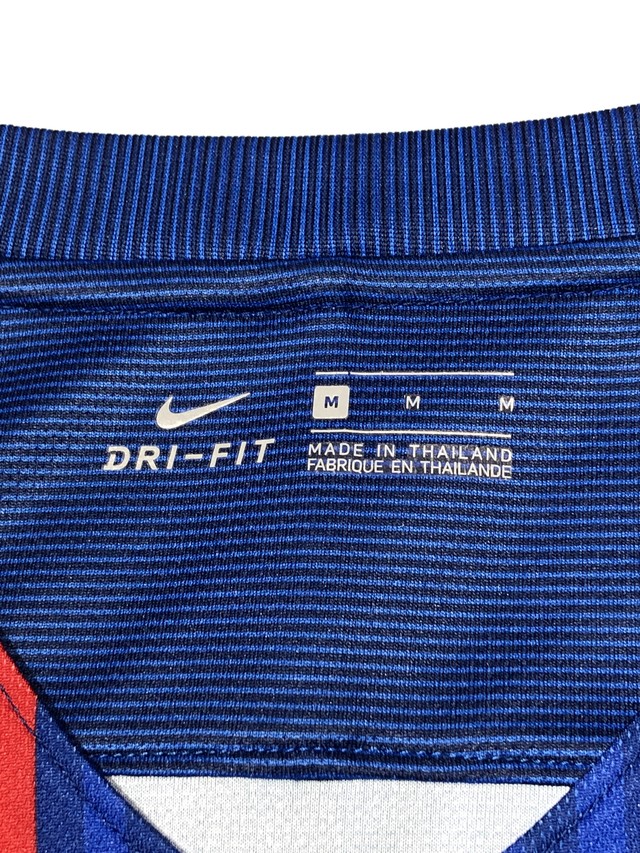 DRI-FIT
M M M
MADE IN THAILAND
FABRIQUE EN THAILANDE